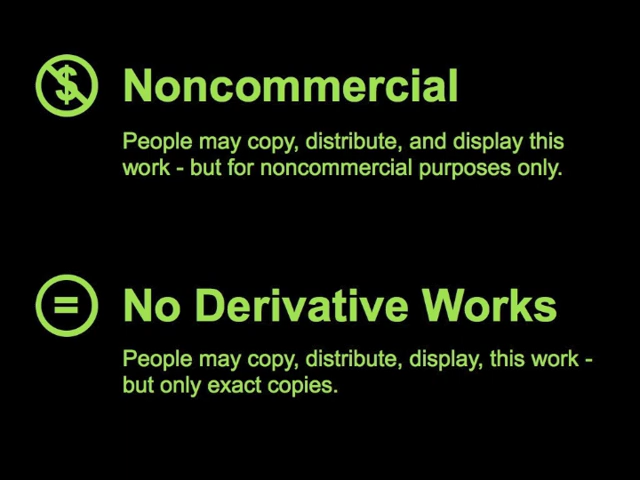 $ Noncommercial
People may copy, distribute, and display this
work - but for noncommercial purposes only.
= No Derivative Works
People may copy, distribute, display, this work -
but only exact copies.